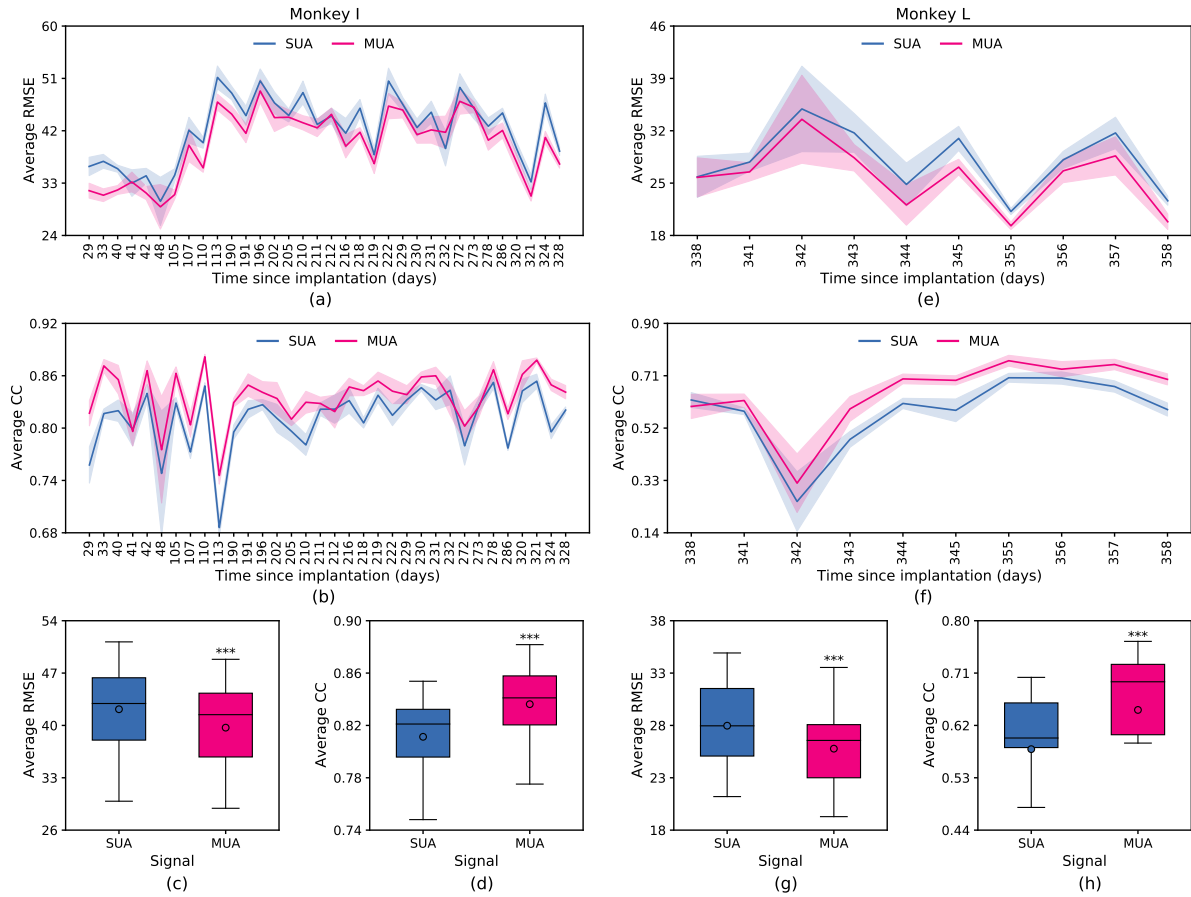 Monkey I
60
51
42
33
24
Average RMSE
SUA MUA
29 33 40 41 42 48 105 107 110 113 190 191 196 202 205 210 211 212 216 218 219 222 229 230 231 232 272 273 278 286 320 321 324 328
Time since implantation (days)
(a)
Monkey L
46
39
32
25
18
Average RMSE
SUA MUA
338 341 342 343 344 345 355 356 357 358
Time since implantation (days)
(e)
0.92
0.86
0.80
0.74
0.68
Average CC
SUA MUA
29 33 40 41 42 48 105 107 110 113 190 191 196 202 205 210 211 212 216 218 219 222 229 230 231 232 272 273 278 286 320 321 324 328
Time since implantation (days)
(b)
0.90
0.71
0.52
0.33
0.14
Average CC
SUA MUA
338 341 342 343 344 345 355 356 357 358
Time since implantation (days)
(f)
54
47
40
33
26
Average RMSE
***
SUA MUA
Signal
(c)
0.90
0.86
0.82
0.78
0.74
Average CC
***
SUA MUA
Signal
(d)
38
33
28
23
18
Average RMSE
***
SUA MUA
Signal
(g)
0.80
0.71
0.62
0.53
0.44
Average CC
***
SUA MUA
Signal
(h)